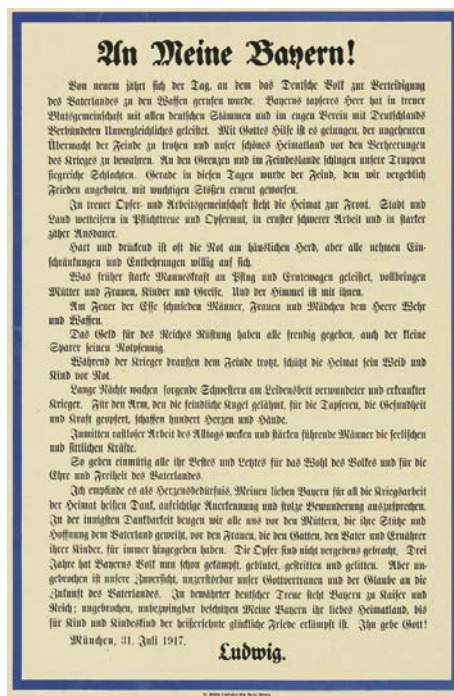 An Meine Bayern!
Von neuem jährt sich der Tag, an dem das Deutsche Volk zur Verteidigung
des Vaterlandes zu den Waffen gerufen wurde. Bayerns tapferes Heer hat in treuer
Blutsgemeinschaft mit allen deutschen Stämmen und im engen Verein mit Deutschlands
Verbündeten Unvergleichliches geleistet. Mit Gottes Hilfe ist es gelungen, der ungeheuren
Übermacht der Feinde zu trotzen und unser schönes Heimatland vor den Verheerungen
des Krieges zu bewahren. An den Grenzen und im Feindeslande schlugen unsere Truppen
siegreiche Schlachten. Gerade in diesen Tagen wurde der Feind, dem wir vergeblich
Frieden angeboten, mit wuchtigen Stößen erneut geworfen.
In treuer Opfer- und Arbeitsgemeinschaft steht die Heimat zur Front. Stadt und
Land wetteifern in Pflichttreue und Opfermut, in ernster schwerer Arbeit und in starker
zäher Ausdauer.
Hart und drückend ist oft die Not am häuslichen Herd, aber alle nehmen Ein-
schränkungen und Entbehrungen willig auf sich.
Was früher starke Manneskraft an Pflug und Erntewagen geleistet, vollbringen
Mütter und Frauen, Kinder und Greise. Und der Himmel ist mit ihnen.
Am Feuer der Esse schmieden Männer, Frauen und Mädchen dem Heere Wehr
und Waffen.
Das Geld für des Reiches Rüstung haben alle freudig gegeben, auch der kleine
Sparer seinen Notpfennig.
Während der Krieger draußen dem Feinde trotzt, schützt die Heimat sein Weib und
Kind vor Not.
Lange Nächte wachen sorgende Schwestern am Leidensbett verwundeter und erkrankter
Krieger. Für den Arm, den die feindliche Kugel gelähmt, für die Tapferen, die Gesundheit
und Kraft geopfert, schaffen hundert Herzen und Hände.
Inmitten rastloser Arbeit des Alltags wecken und stärken führende Männer die seelischen
und sittlichen Kräfte.
So geben einmütig alle ihr Bestes und Letztes für das Wohl des Volkes und für die
Ehre und Freiheit des Vaterlandes.
Ich empfinde es als Herzensbedürfnis, Meinen lieben Bayern für all die Kriegsarbeit
der Heimat heißen Dank, aufrichtige Anerkennung und stolze Bewunderung auszusprechen.
In der innigsten Dankbarkeit beugen wir alle uns vor den Müttern, die ihre Stütze und
Hoffnung dem Vaterland geweiht, vor den Frauen, die den Gatten, den Vater und Ernährer
ihrer Kinder, für immer hingegeben haben. Die Opfer sind nicht vergebens gebracht. Drei
Jahre hat Bayerns Volk nun schon gekämpft, geblutet, gestritten und gelitten. Aber un-
gebrochen ist unsere Zuversicht, unzerstörbar unser Gottvertrauen und der Glaube an die
Zukunft des Vaterlandes. In bewährter deutscher Treue steht Bayern zu Kaiser und
Reich; ungebrochen, unbezwingbar beschützen Meine Bayern ihr liebes Heimatland, bis
für Kind und Kindeskind der heißersehnte glückliche Friede erkämpft ist. Ihn gebe Gott!
München, 31. Juli 1917.
Ludwig.